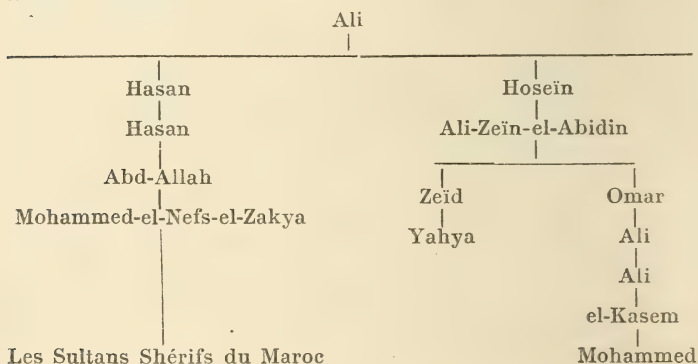 Ali
Hasan Hoseïn
Hasan Ali-Zeïn-el-Abidin
Abd-Allah
Zeïd Omar
Mohammed-el-Nefs-el-Zakya
Yahya Ali
Ali
el-Kasem
Les Sultans Shérifs du Maroc Mohammed